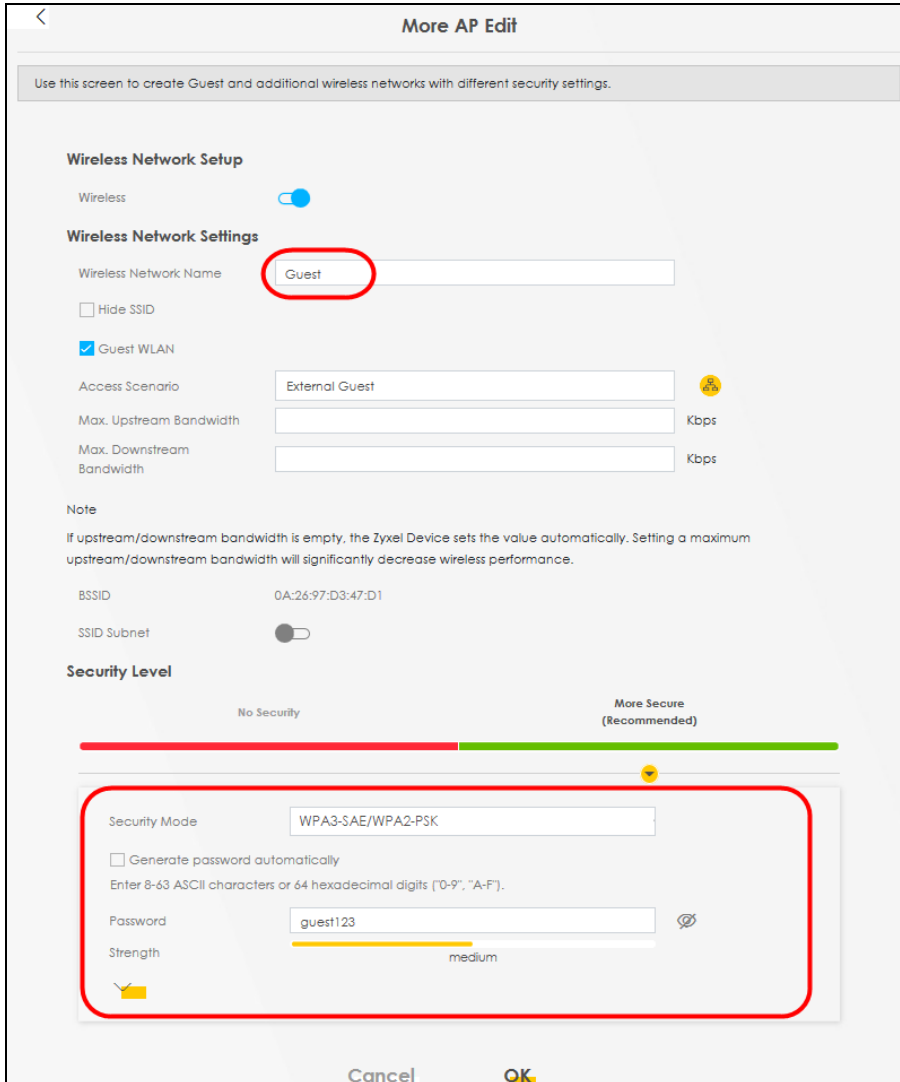 More AP Edit
Use this screen to create Guest and additional wireless networks with different security settings.
Wireless Network Setup
Wireless
Wireless Network Settings
Wireless Network Name
Guest
Hide SSID
Guest WLAN
Access Scenario
External Guest
Max. Upstream Bandwidth
Kbps
Max. Downstream
Bandwidth
Kbps
Note
If upstream/downstream bandwidth is empty, the Zyxel Device sets the value automatically. Setting a maximum
upstream/downstream bandwidth will significantly decrease wireless performance.
BSSID
0A:26:97:D3:47:D1
SSID Subnet
Security Level
No Security
More Secure
(Recommended)
Security Mode
WPA3-SAE/WPA2-PSK
Generate password automatically
Enter 8-63 ASCII characters or 64 hexadecimal digits ("0-9", "A-F").
Password
guest123
Strength
medium
Cancel
OK